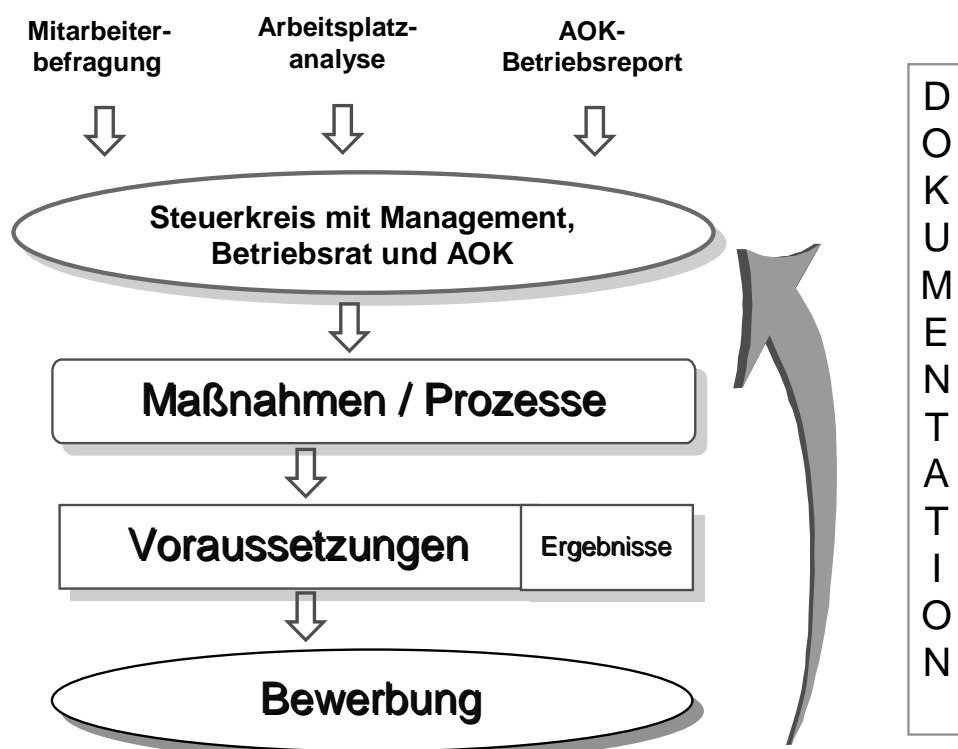 Mitarbeiter-
befragung
Arbeitsplatz-
analyse
AOK-
Betriebsreport
Steuerkreis mit Management,
Betriebsrat und AOK
Maßnahmen / Prozesse
Voraussetzungen
Ergebnisse
Bewerbung
D
O
K
U
M
E
N
T
A
T
I
O
N